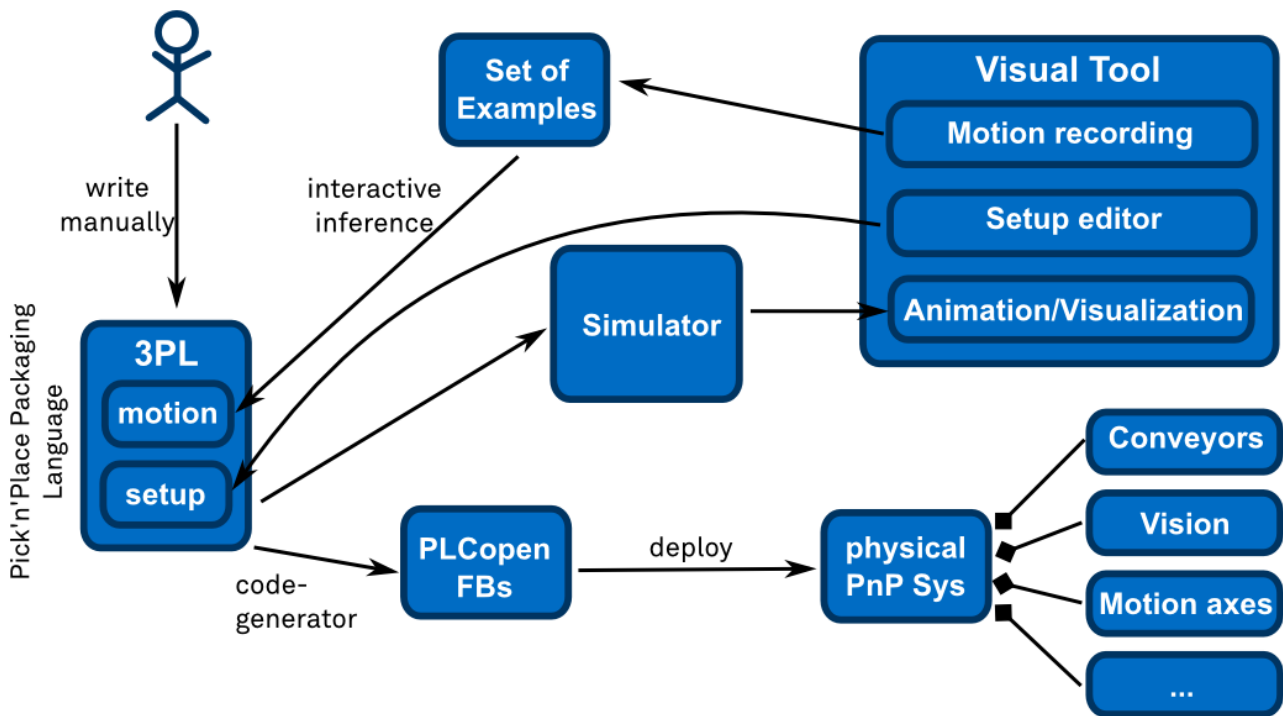 Set of
Examples
Visual Tool
Motion recording
Setup editor
Animation/Visualization
write
manually
interactive
inference
Simulator
Pick'n'Place Packaging
Language
3PL
motion
setup
code-
generator
PLCopen
FBs
deploy
physical
PnP Sys
Conveyors
Vision
Motion axes
...